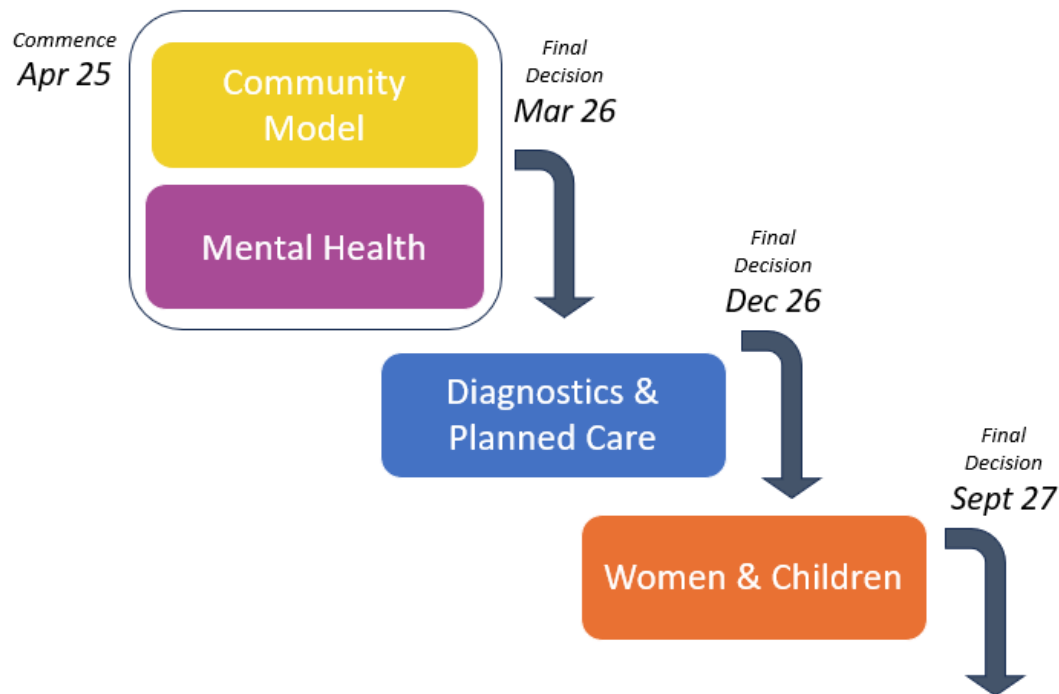 Commence
Apr 25
Community
Model
Mental Health
Final
Decision
Mar 26
Diagnostics &
Planned Care
Final
Decision
Dec 26
Women & Children
Final
Decision
Sept 27